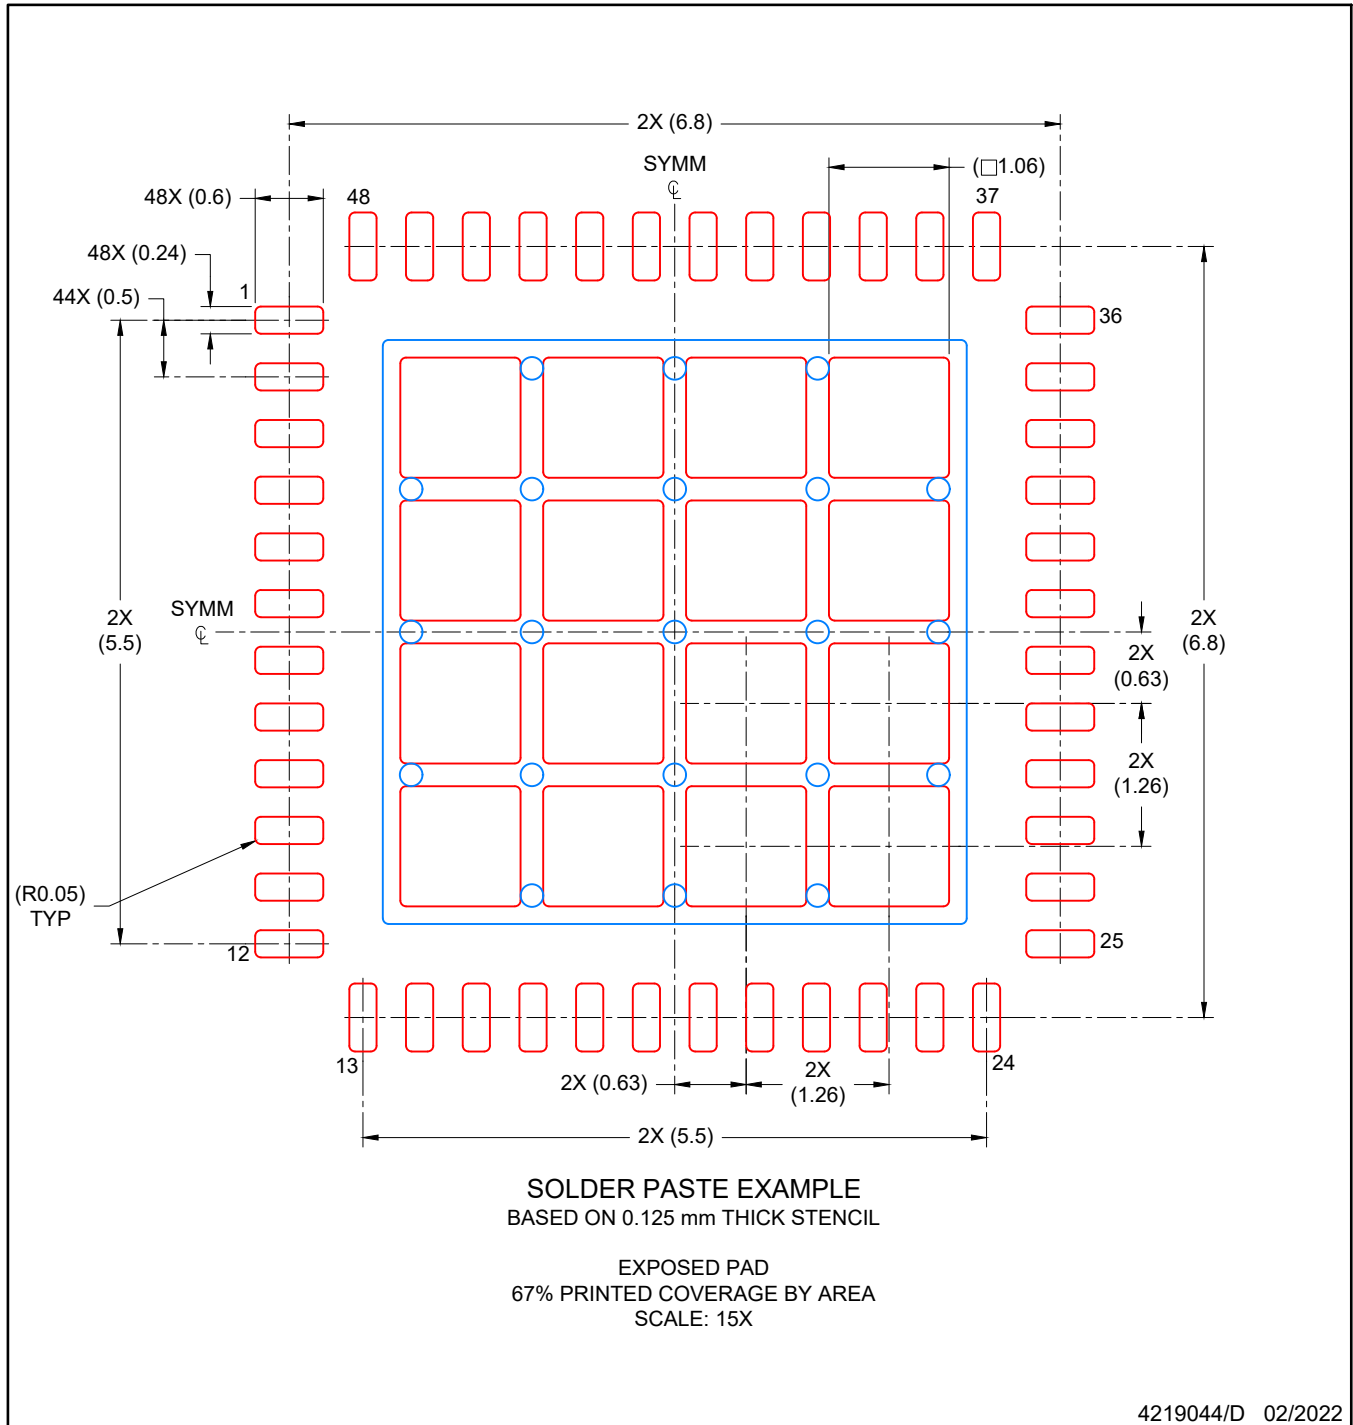 2X (6.8)
SYMM
℄
(□1.06)
48X (0.6)
48
37
48X (0.24)
44X (0.5)
1
36
SYMM
℄
2X
(5.5)
2X
(6.8)
2X
(0.63)
2X
(1.26)
(R0.05)
TYP
12
25
13
24
2X (0.63)
2X
(1.26)
2X (5.5)
SOLDER PASTE EXAMPLE
BASED ON 0.125 mm THICK STENCIL
EXPOSED PAD
67% PRINTED COVERAGE BY AREA
SCALE: 15X
4219044/D 02/2022